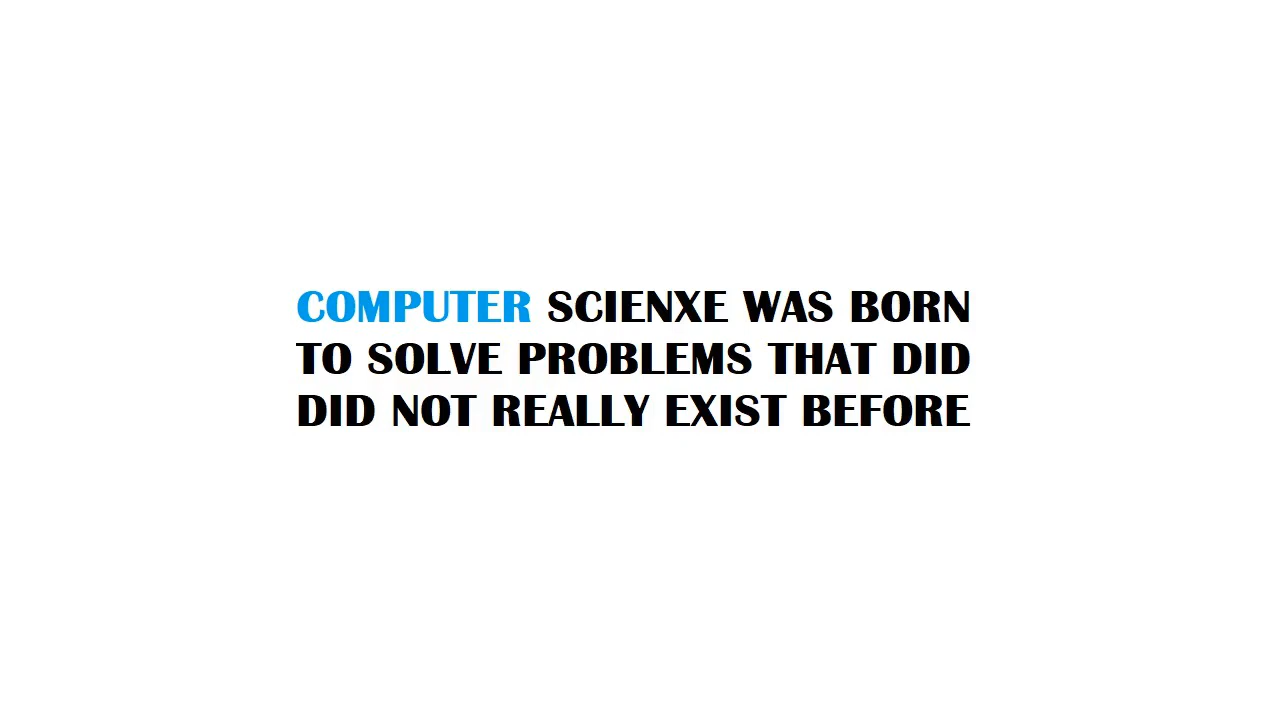 COMPUTER SCIENXE WAS BORN
TO SOLVE PROBLEMS THAT DID
DID NOT REALLY EXIST BEFORE